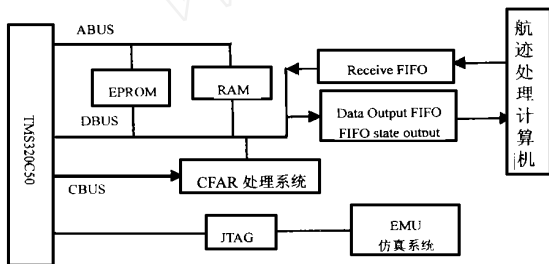 TMS320C50
ABUS
EPROM
RAM
DBUS
CBUS
CFAR 处理系统
JTAG
EMU
仿真系统
Receive FIFO
Data Output FIFO
FIFO state output
航迹处理计算机